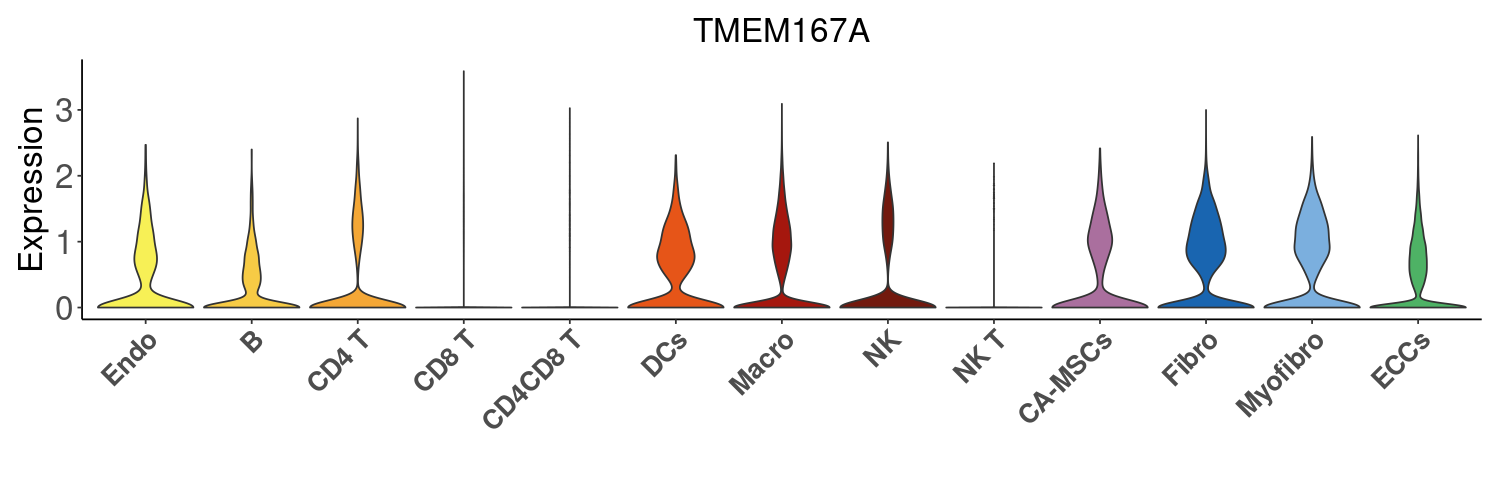 TMEM167A
Expression
3
2
1
0
Endo
B
CD4 T
CD8 T
CD4CD8 T
DCs
Macro
NK
NK T
CA-MSCs
Fibro
Myofibro
ECCs